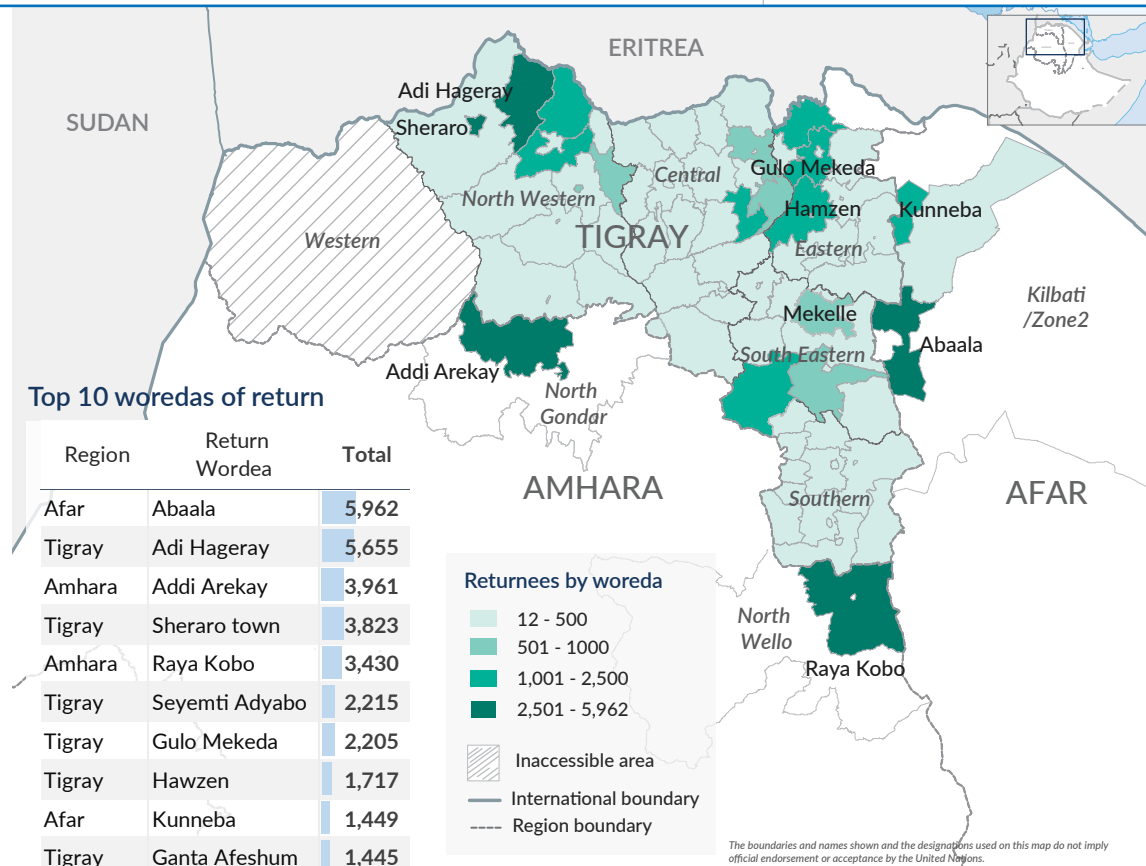 ERITREA
SUDAN
Adi Hageray
Sheraro
Central
Gulo Mekeda
North Western
Hamzen
Kunneba
TIGRAY
Western
Eastern
Kilbati
/Zone2
Mekelle
Abaala
South Eastern
Addi Arekay
North
Gondar
AMHARA
AFAR
Southern
North
Wello
Raya Kobo
Top 10 woredas of return
Region Return Wordea Total
Afar Abaala 5,962
Tigray Adi Hageray 5,655
Amhara Addi Arekay 3,961
Tigray Sheraro town 3,823
Amhara Raya Kobo 3,430
Tigray Seyemti Adyabo 2,215
Tigray Gulo Mekeda 2,205
Tigray Hawzen 1,717
Afar Kunneba 1,449
Tigray Ganta Afeshum 1,445
Returnees by woreda
12 - 500
501 - 1000
1,001 - 2,500
2,501 - 5,962
Inaccessible area
International boundary
Region boundary
The boundaries and names shown and the designations used on this map do not imply
official endorsement or acceptance by the United Nations.